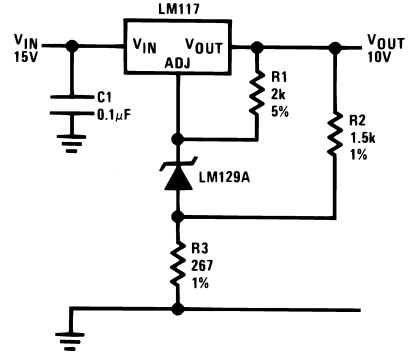 LM117
VIN
15V
VIN
VOUT
ADJ
VOUT
10V
C1
0.1μF
R1
2k
5%
R2
1.5k
1%
LM129A
R3
267
1%